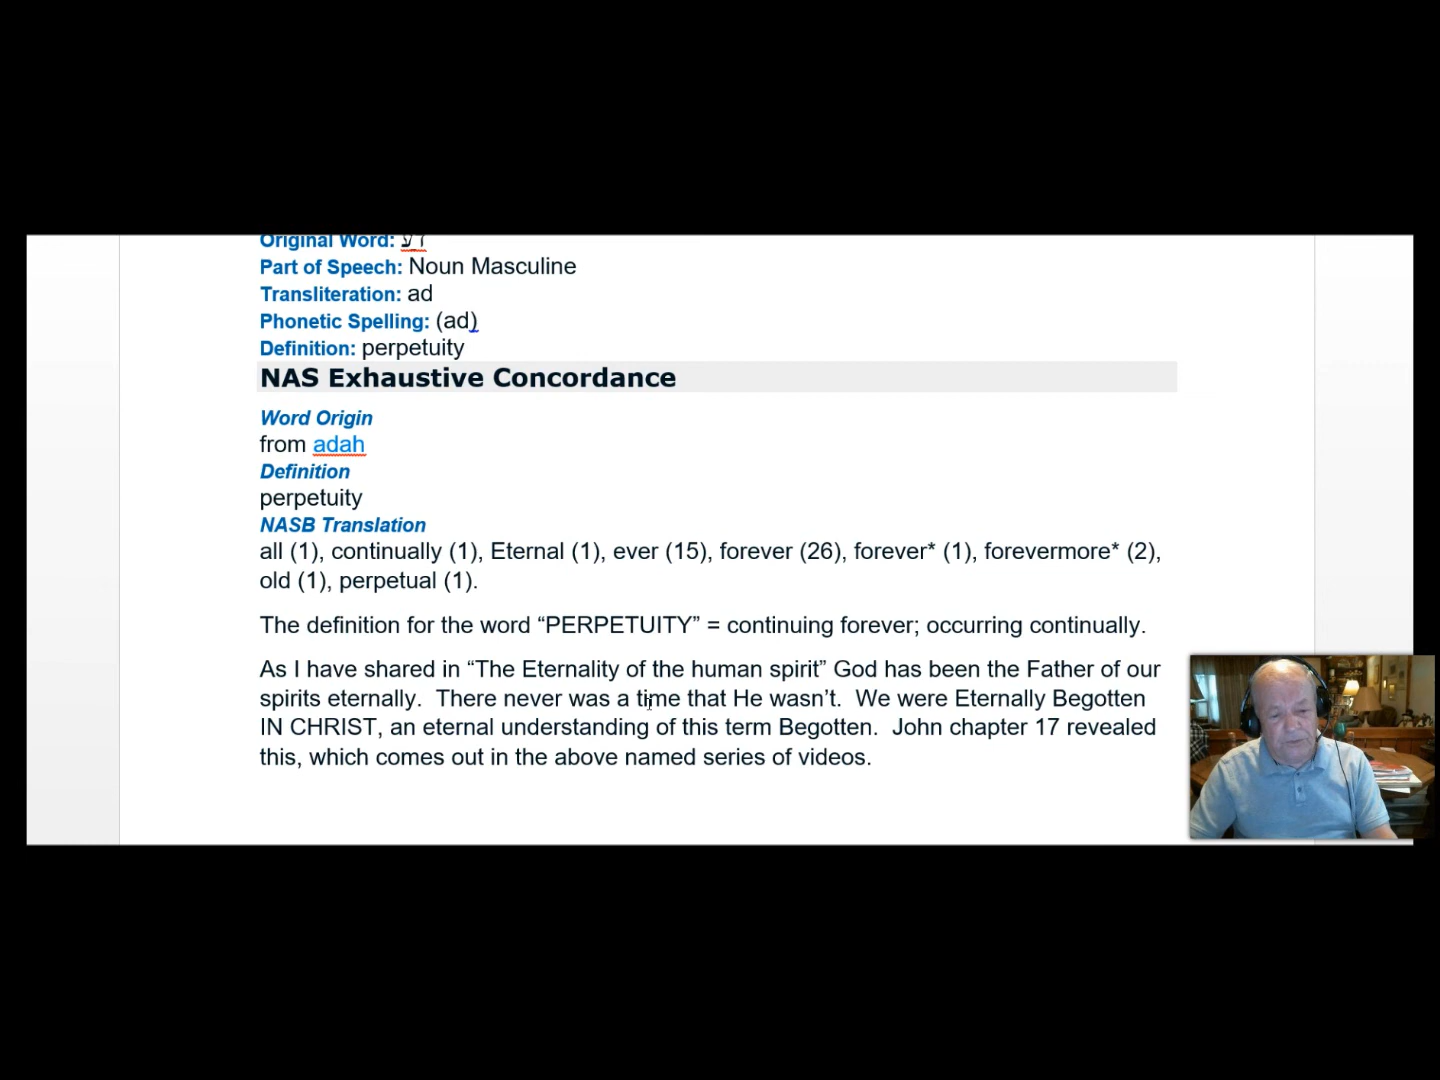 Original Word:
Part of Speech: Noun Masculine
Transliteration: ad
Phonetic Spelling: (ad)
Definition: perpetuity
NAS Exhaustive Concordance
Word Origin
from adah
Definition
perpetuity
NASB Translation
all (1), continually (1), Eternal (1), ever (15), forever (26), forever* (1), forevermore* (2),
old (1), perpetual (1).
The definition for the word “PERPETUITY” = continuing forever; occurring continually.
As I have shared in “The Eternality of the human spirit” God has been the Father of our
spirits eternally.  There never was a time that He wasn’t.  We were Eternally Begotten
IN CHRIST, an eternal understanding of this term Begotten.  John chapter 17 revealed
this, which comes out in the above named series of videos.